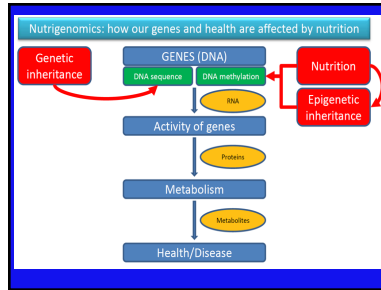 Nutrigenomics: how our genes and health are affected by nutrition
Genetic
inheritance
GENES (DNA)
DNA sequence
DNA methylation
Nutrition
Epigenetic
inheritance
RNA
Activity of genes
Proteins
Metabolism
Metabolites
Health/Disease